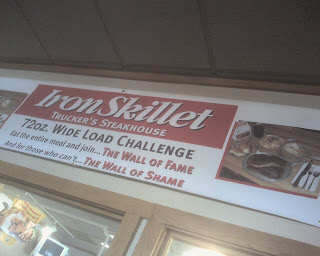 Iron Skillet
TRUCKER'S STEAKHOUSE
72oz. WIDE LOAD CHALLENGE
Eat the entire meal and join... THE WALL OF FAME
And for those who can't... THE WALL OF SHAME